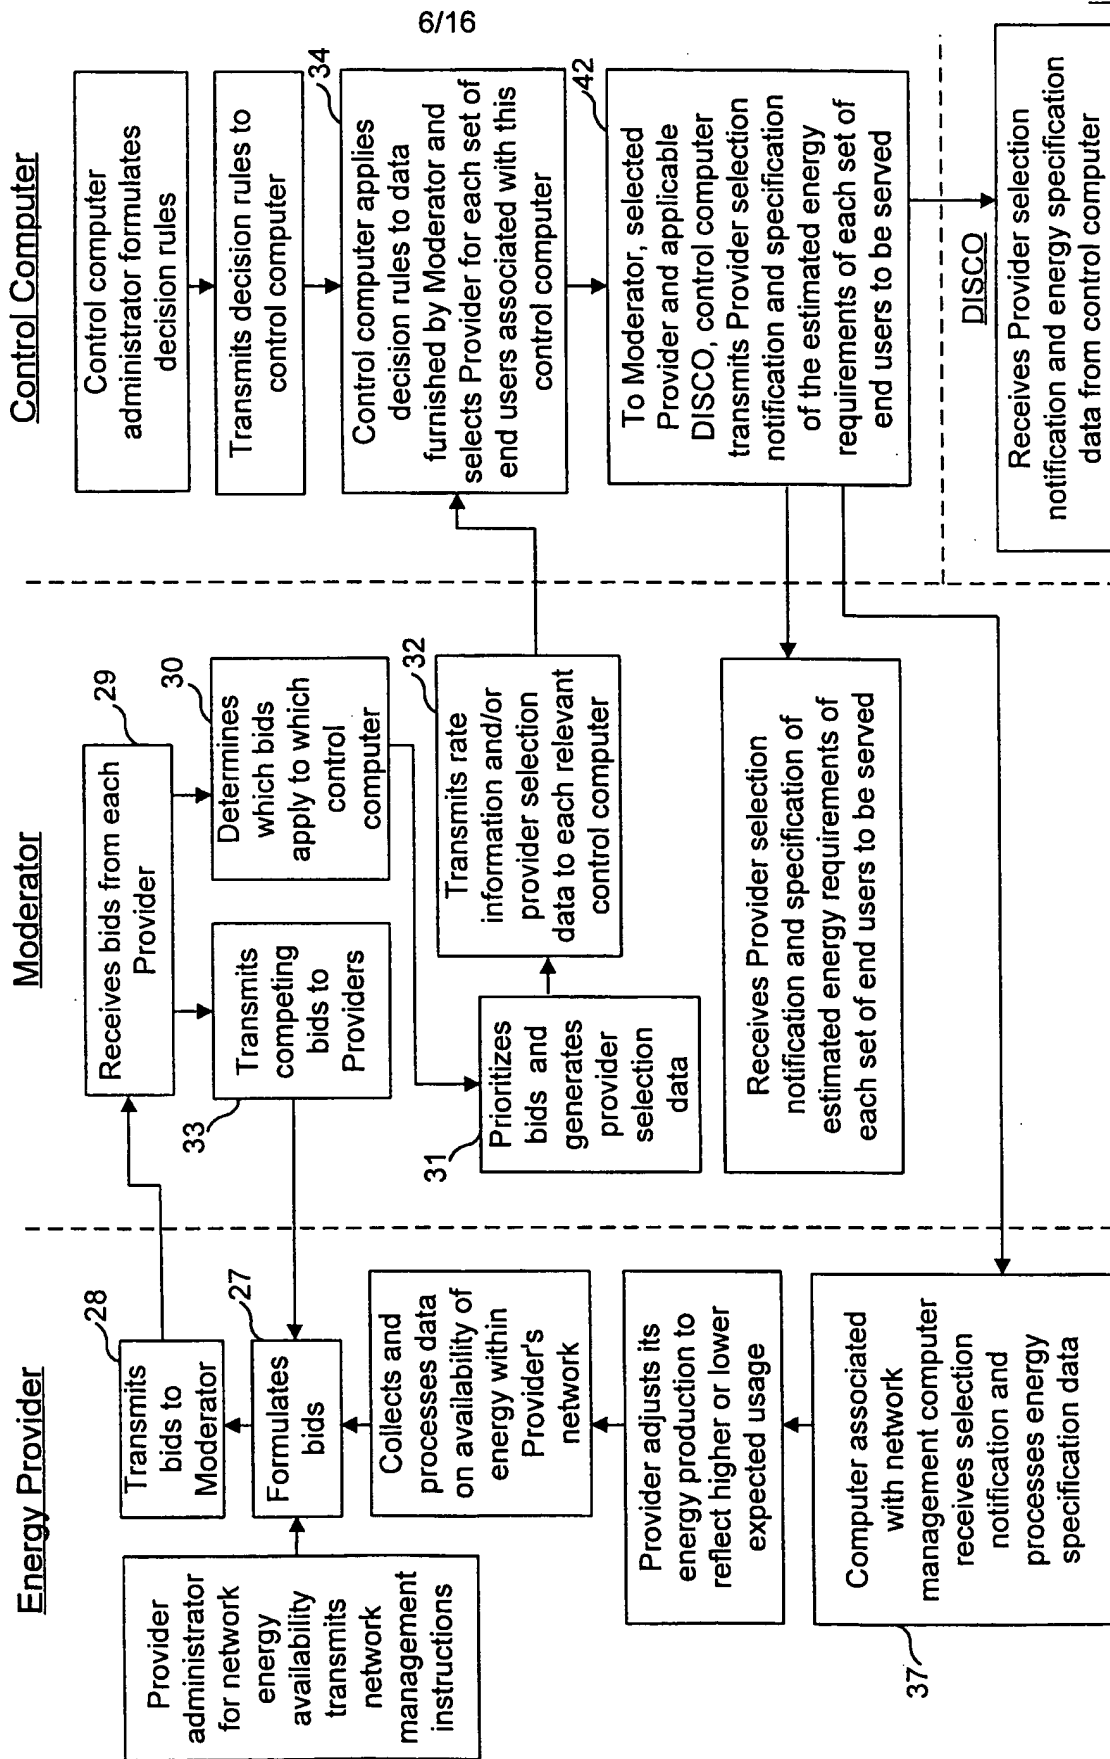 6/16
Energy Provider
Provider
administrator
for network
energy
availability
transmits
network
management
instructions
28
Transmits
bids to
Moderator
27
Formulates
bids
Collects and
processes data
on availability of
energy within
Provider's
network
Provider adjusts its
energy production to
reflect higher or lower
expected usage
Computer associated
with network
management computer
receives selection
notification and
processes energy
specification data
37
Moderator
29
Receives bids from each
Provider
33
Transmits
competing
bids to
Providers
30
Determines
which bids
apply to which
control
computer
31
Prioritizes
bids and
generates
provider
selection
data
32
Transmits rate
information and/or
provider selection
data to each relevant
control computer
Receives Provider selection
notification and specification of
estimated energy requirements of
each set of end users to be served
Control Computer
Control computer
administrator formulates
decision rules
Transmits decision rules to
control computer
34
Control computer applies
decision rules to data
furnished by Moderator and
selects Provider for each set of
end users associated with this
control computer
42
To Moderator, selected
Provider and applicable
DISCO, control computer
transmits Provider selection
notification and specification
of the estimated energy
requirements of each set of
end users to be served
DISCO
Receives Provider selection
notification and energy specification
data from control computer